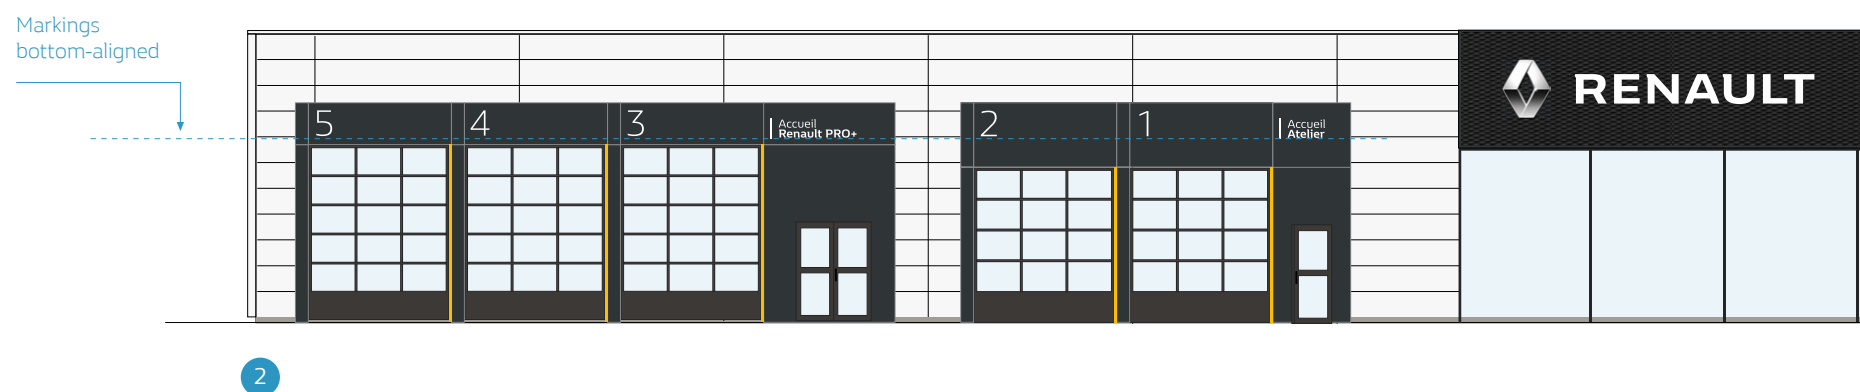 Markings
bottom-aligned
RENAULT
5
4
3
Accueil
Renault PRO+
2
1
Accueil
Atelier
2